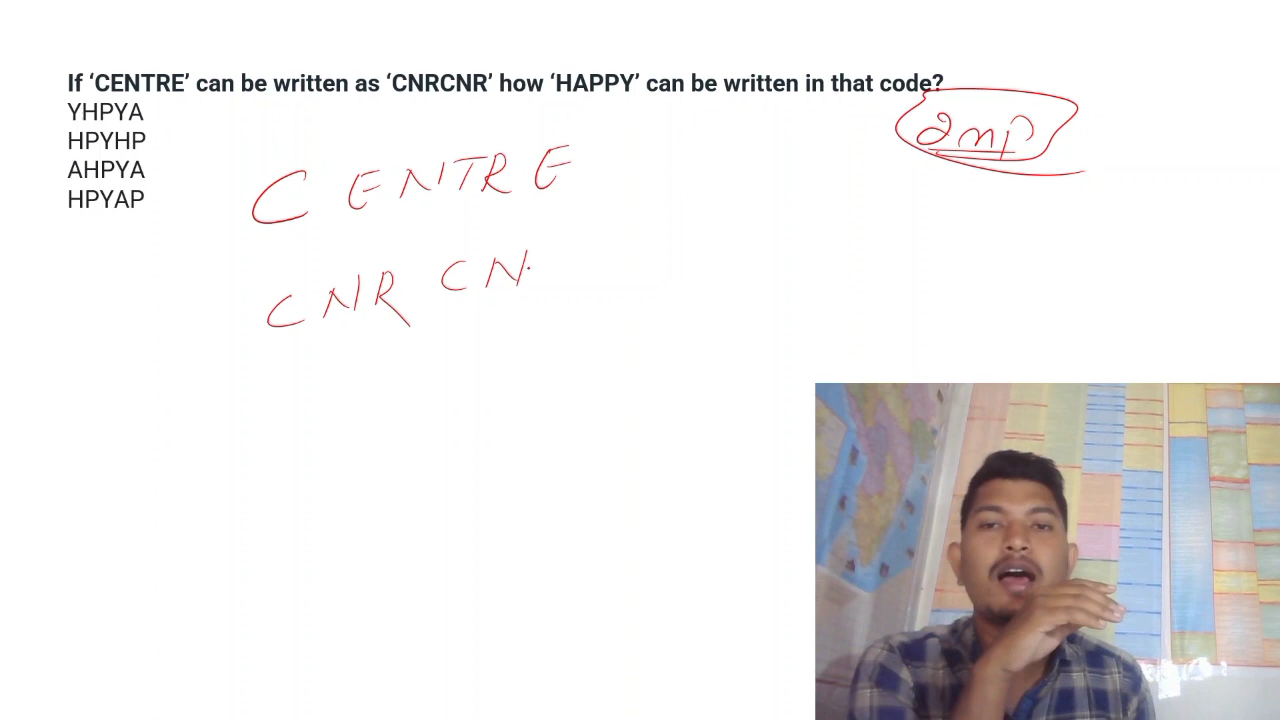 If ‘CENTRE’ can be written as ‘CNRCNR’ how ‘HAPPY’ can be written in that code?
YHPYA
HPYHP
AHPYA
HPYAP
2mp
CENTRE
CNR CN